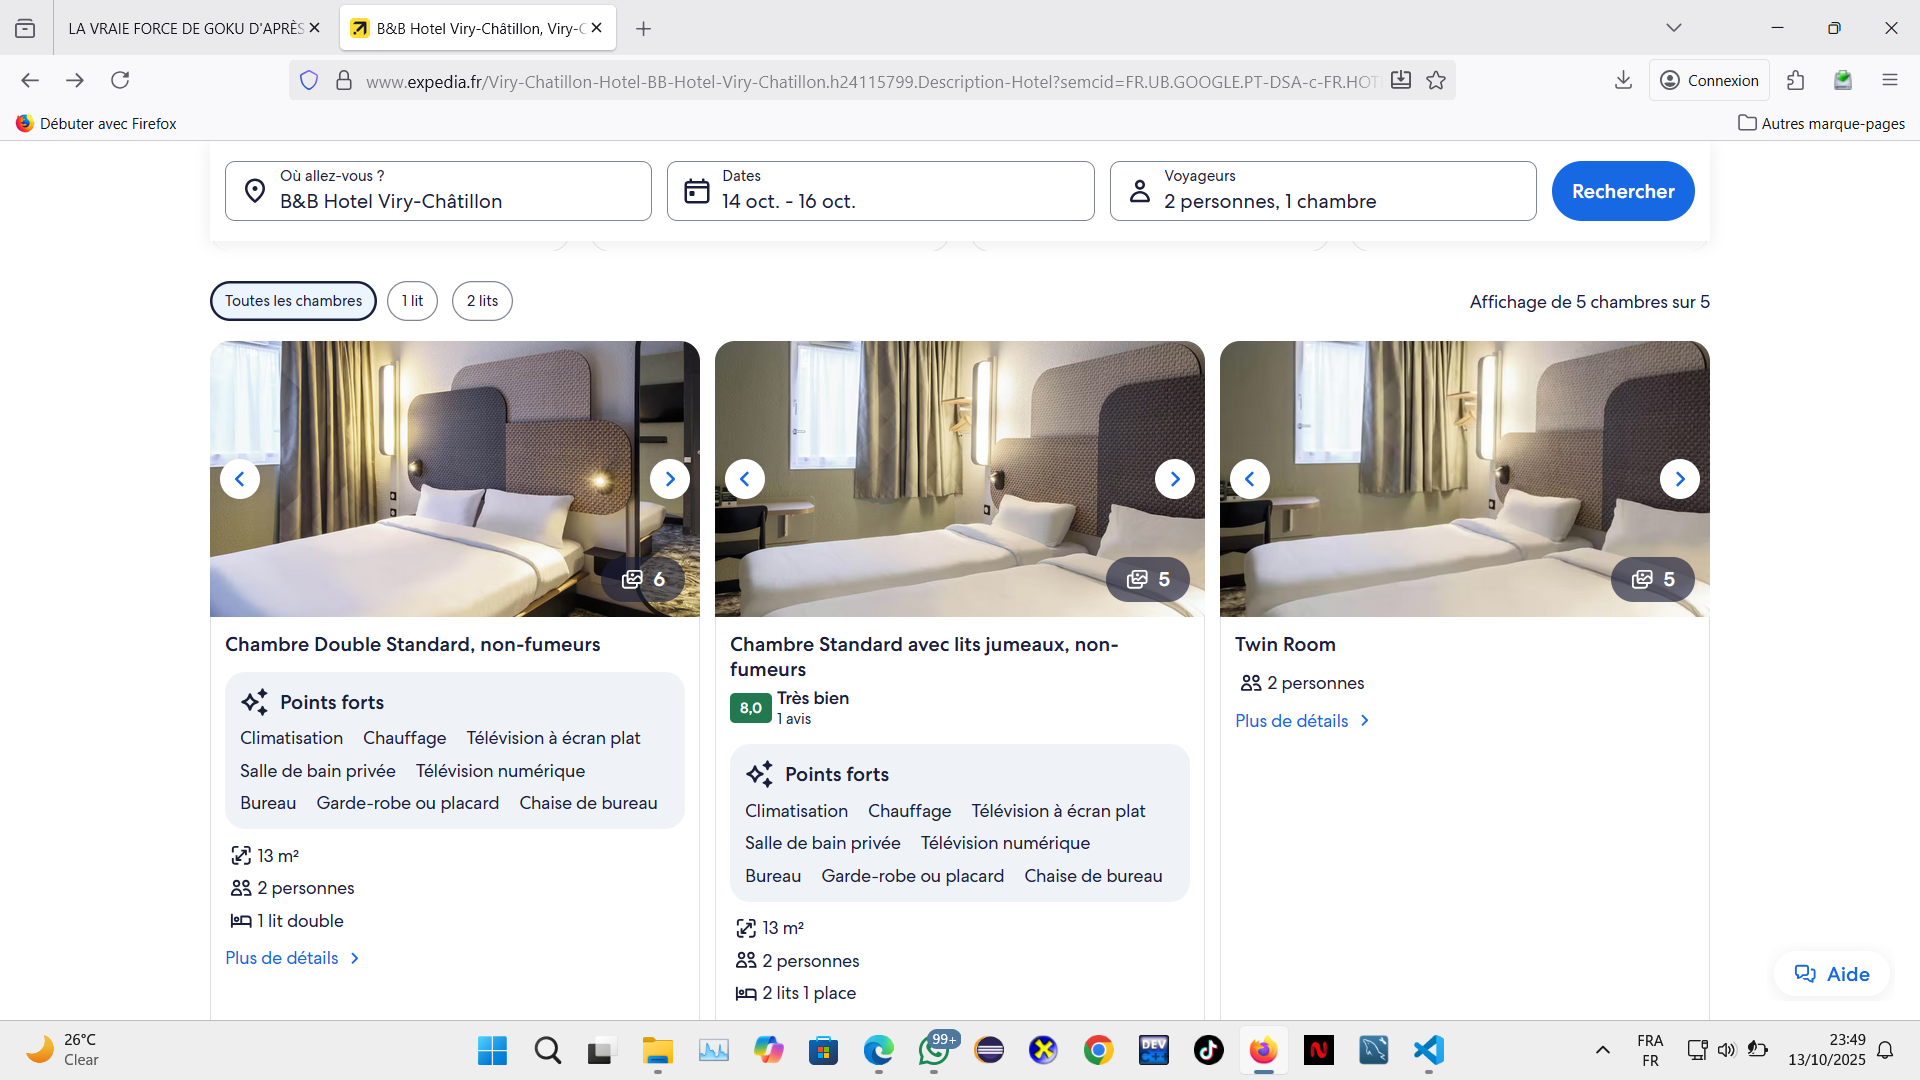 LA VRAIE FORCE DE GOKU D'APRÈS
B&B Hotel Viry-Châtillon, Viry-C
www.expedia.fr/Viry-Chatillon-Hotel-BB-Hotel-Viry-Chatillon.h24115799.Description-Hotel?semcid=FR.UB.GOOGLE.PT-DSA-c-FR.HOT
Connexion
Débuter avec Firefox
Autres marque-pages
Où allez-vous ?
B&B Hotel Viry-Châtillon
Dates
14 oct. - 16 oct.
Voyageurs
2 personnes, 1 chambre
Rechercher
Toutes les chambres
1 lit
2 lits
Affichage de 5 chambres sur 5
6
5
5
Chambre Double Standard, non-fumeurs
Points forts
Climatisation Chauffage Télévision à écran plat
Salle de bain privée Télévision numérique
Bureau Garde-robe ou placard Chaise de bureau
13 m²
2 personnes
1 lit double
Plus de détails
Chambre Standard avec lits jumeaux, non-
fumeurs
8,0
Très bien
1 avis
Points forts
Climatisation Chauffage Télévision à écran plat
Salle de bain privée Télévision numérique
Bureau Garde-robe ou placard Chaise de bureau
13 m²
2 personnes
2 lits 1 place
Twin Room
2 personnes
Plus de détails
Aide
26°C
Clear
99+
DEV
C++
N
FRA
FR
23:49
13/10/2025